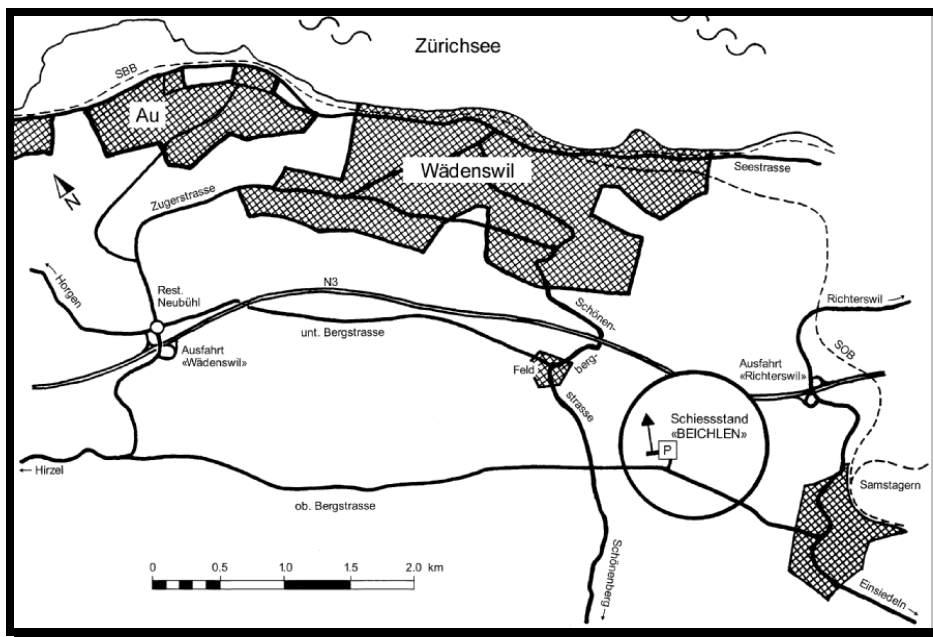 Zürichsee
SBB
Au
Wädenswil
Seestrasse
N
Zugerstrasse
Horgen
Rest.
Neubühl
N3
Schönen-
berg-
strasse
Richterswil
unt. Bergstrasse
SOB
Ausfahrt
«Wädenswil»
Feld
Ausfahrt
«Richterswil»
Schiessstand
«BEICHLEN»
P
Hirzel
Samstagern
ob. Bergstrasse
Schönenberg
Einsiedeln
0 0.5 1.0 1.5 2.0 km